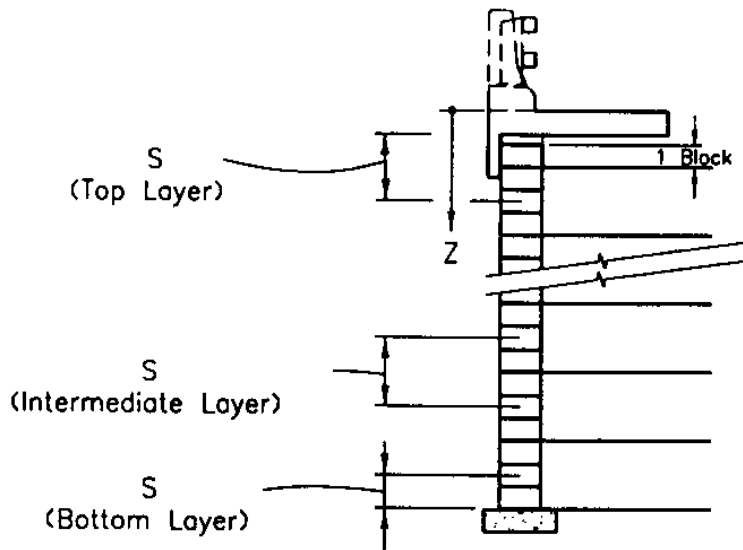 S
(Top Layer)
1 Block
Z
S
(Intermediate Layer)
S
(Bottom Layer)